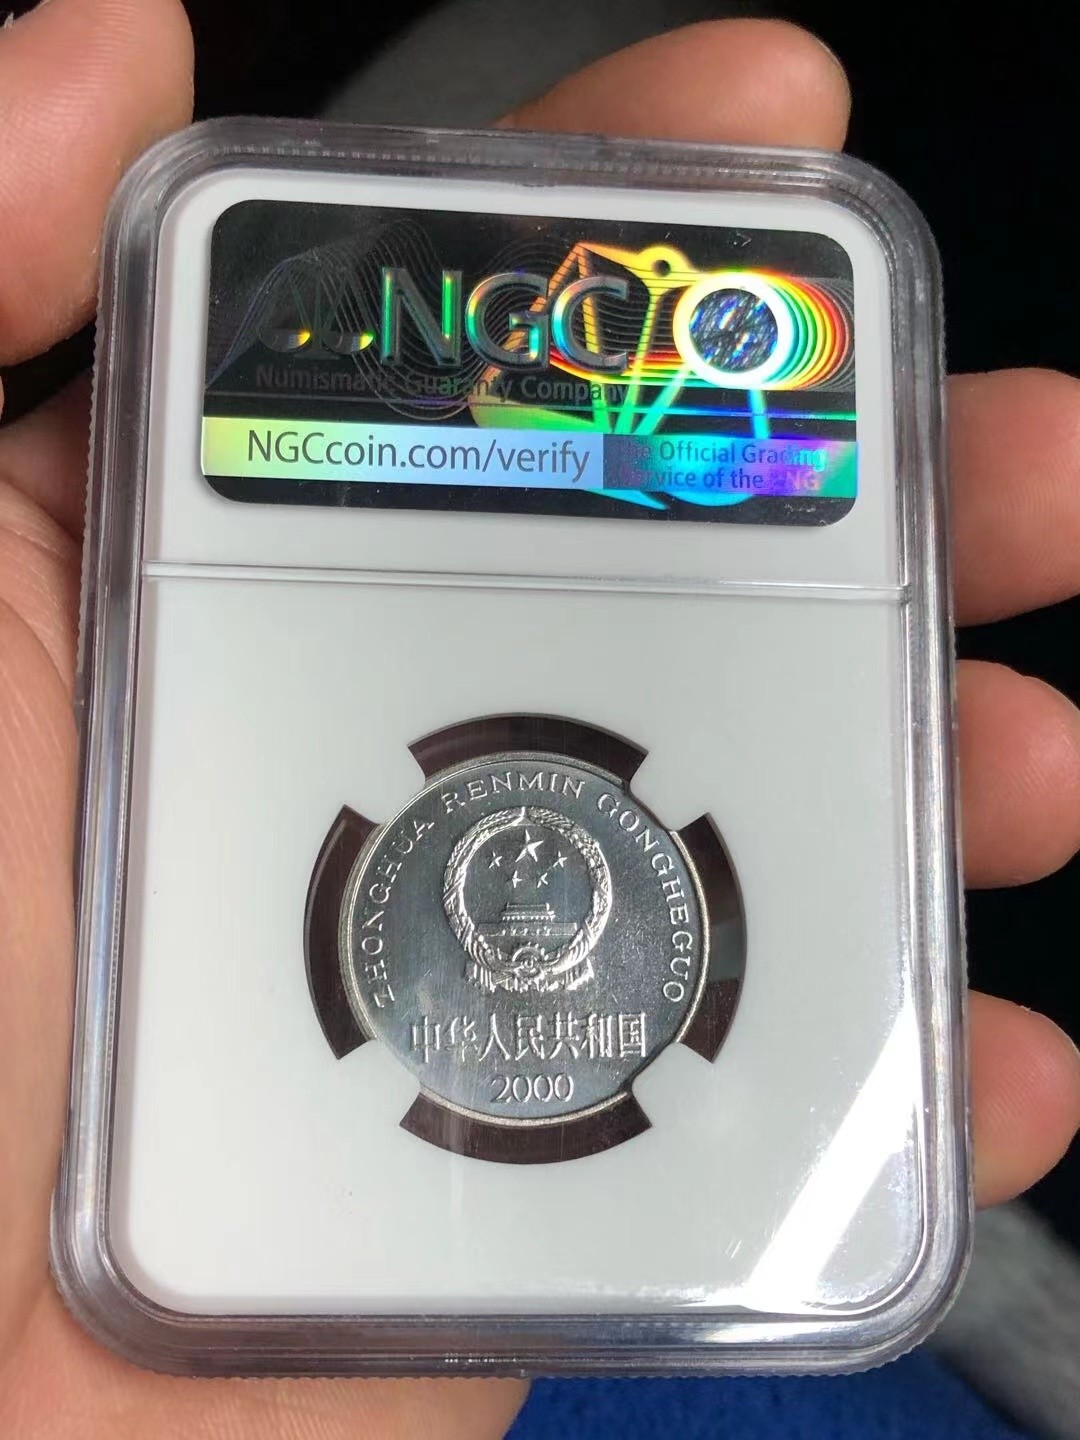 NGC
Numismatic Guaranty Company
NGCcoin.com/verify
The Official Grading
Service of the PNG
ZHONGHUA RENMIN GONGHEGUO
中华人民共和国
2000